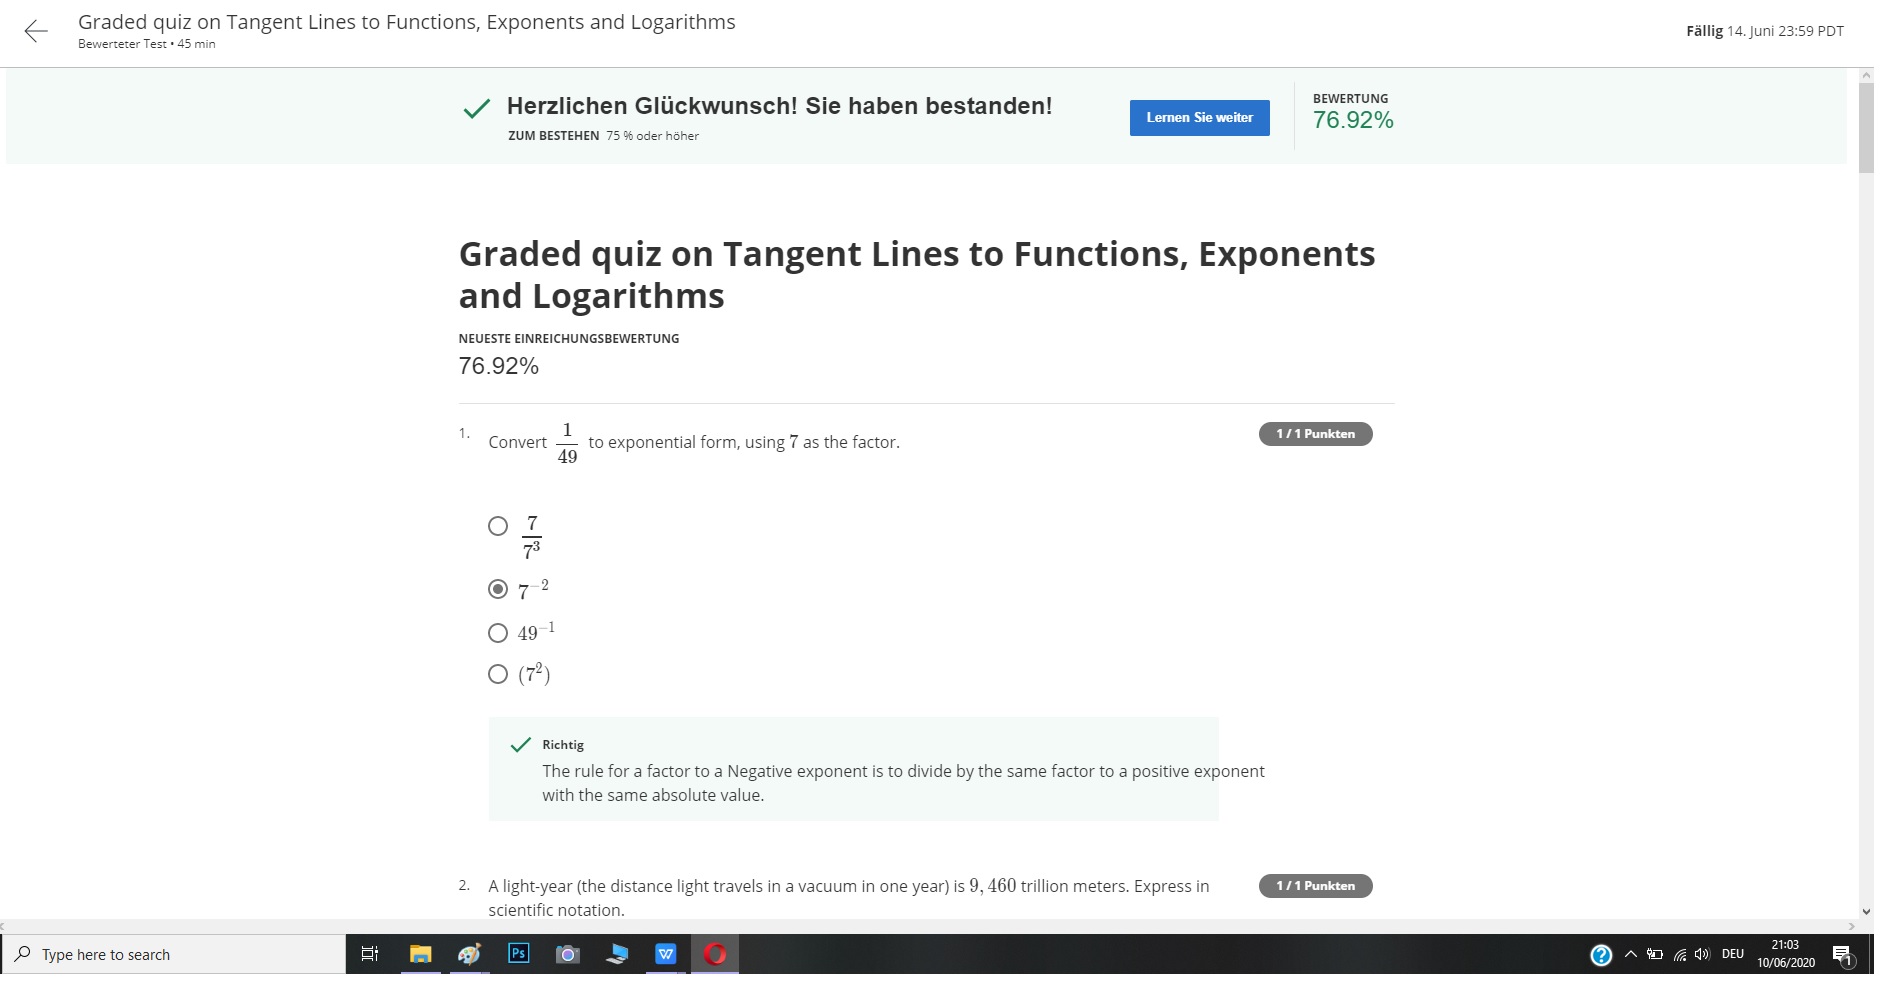 Graded quiz on Tangent Lines to Functions, Exponents and Logarithms
Bewerteter Test • 45 min
Fällig 14. Juni 23:59 PDT
Herzlichen Glückwunsch! Sie haben bestanden!
ZUM BESTEHEN 75 % oder höher
Lernen Sie weiter
BEWERTUNG
76.92%
Graded quiz on Tangent Lines to Functions, Exponents
and Logarithms
NEUESTE EINREICHUNGSBEWERTUNG
76.92%
1. Convert 1/49 to exponential form, using 7 as the factor.
1 / 1 Punkten
7/7³
7⁻²
49⁻¹
(7²)
Richtig
The rule for a factor to a Negative exponent is to divide by the same factor to a positive exponent
with the same absolute value.
2. A light-year (the distance light travels in a vacuum in one year) is 9,460 trillion meters. Express in
scientific notation.
1 / 1 Punkten
Type here to search
Ps
W
?
DEU
21:03
10/06/2020
1